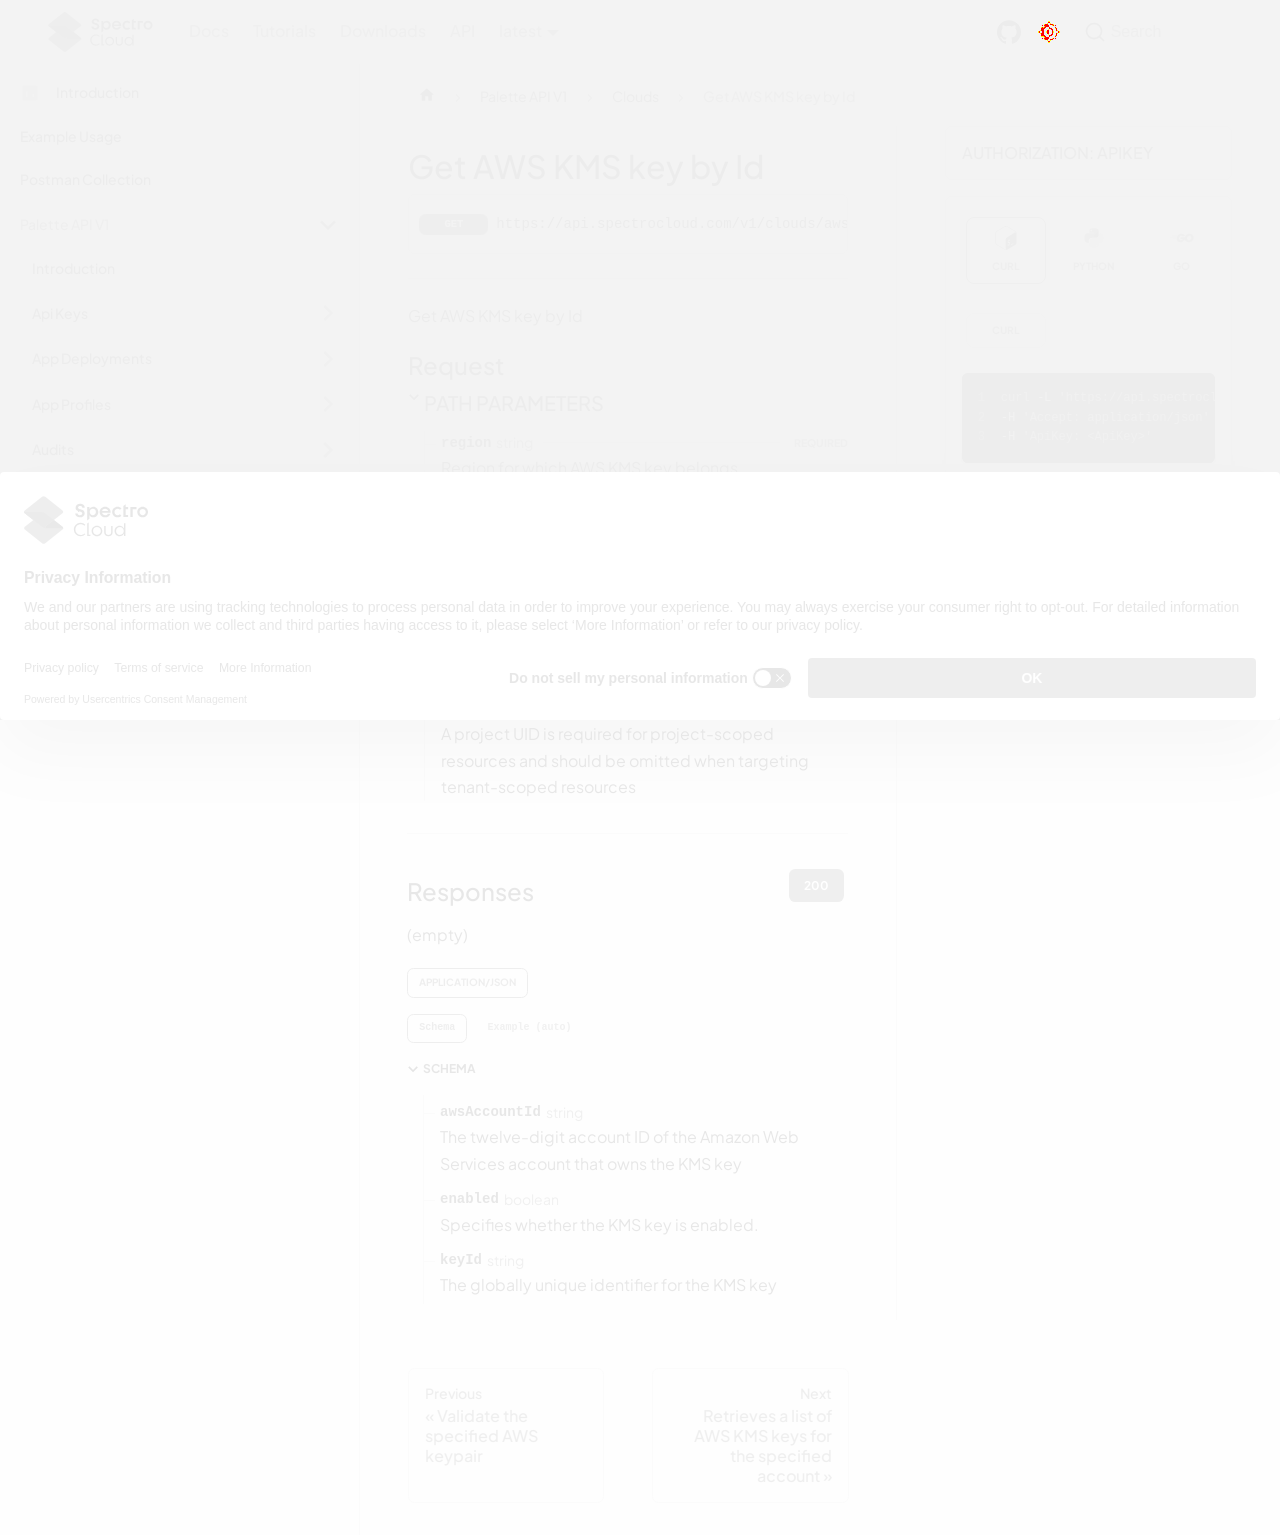 Spectro
Cloud
Docs
Tutorials
Downloads
API
latest
Search
Introduction
Example Usage
Postman Collection
Palette API V1
Introduction
Api Keys
App Deployments
App Profiles
Audits
Palette API V1
Clouds
Get AWS KMS key by Id
Get AWS KMS key by Id
GET
https://api.spectrocloud.com/v1/clouds/aws
Get AWS KMS key by Id
Request
PATH PARAMETERS
region string
REQUIRED
Region for which AWS KMS key belongs
AUTHORIZATION: APIKEY
CURL
PYTHON
GO
CURL
Spectro
Cloud
Privacy Information
We and our partners are using tracking technologies to process personal data in order to improve your experience. You may always exercise your consumer right to opt-out. For detailed information
about personal information we collect and third parties having access to it, please select ‘More Information’ or refer to our privacy policy.
Privacy policy
Terms of service
More Information
Do not sell my personal information
OK
Powered by Usercentrics Consent Management
A project UID is required for project-scoped
resources and should be omitted when targeting
tenant-scoped resources
Responses
200
(empty)
APPLICATION/JSON
Schema
Example (auto)
SCHEMA
awsAccountId string
The twelve-digit account ID of the Amazon Web
Services account that owns the KMS key
enabled boolean
Specifies whether the KMS key is enabled.
keyId string
The globally unique identifier for the KMS key
Previous
« Validate the
specified AWS
keypair
Next
Retrieves a list of
AWS KMS keys for
the specified
account »